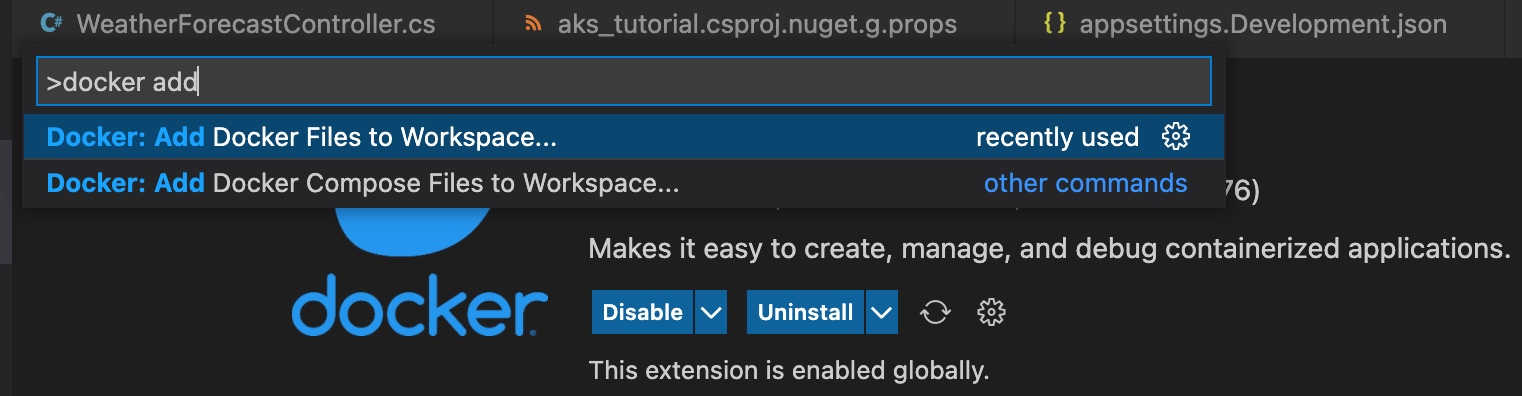 WeatherForecastController.cs
aks_tutorial.csproj.nuget.g.props
{} appsettings.Development.json
>docker add
Docker: Add Docker Files to Workspace...
recently used
Docker: Add Docker Compose Files to Workspace...
other commands
76)
Makes it easy to create, manage, and debug containerized applications.
docker
Disable
Uninstall
This extension is enabled globally.